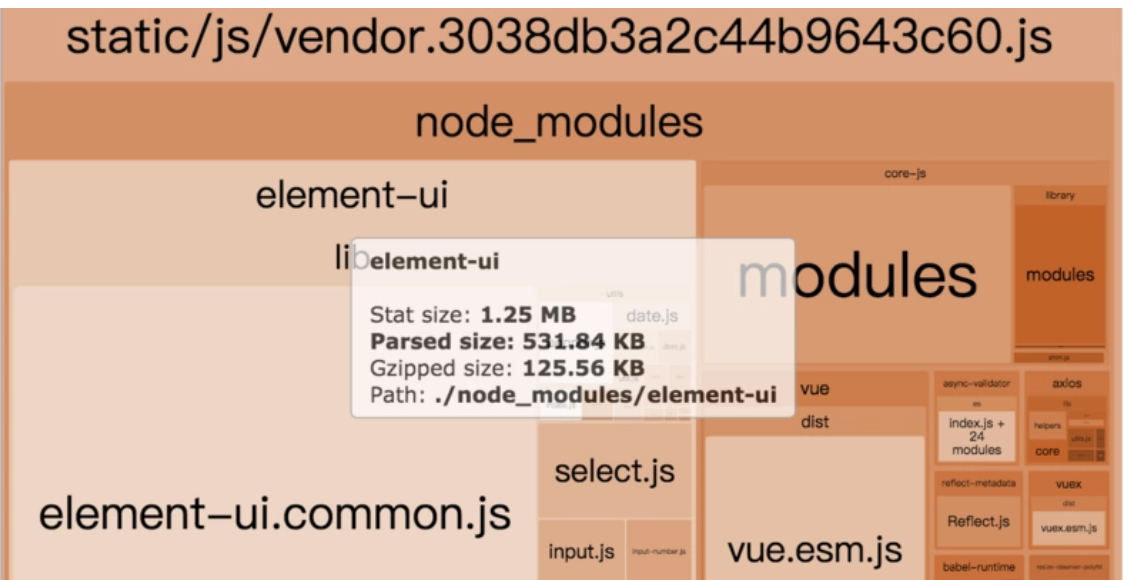 static/js/vendor.3038db3a2c44b9643c60.js
node_modules
element-ui
lib
element-ui
Stat size: 1.25 MB
Parsed size: 531.84 KB
Gzipped size: 125.56 KB
Path: ./node_modules/element-ui
utils
date.js
element-ui.common.js
select.js
input.js
input-number.js
core-js
modules
library
modules
shim.js
vue
dist
vue.esm.js
async-validator
es
index.js +
24
modules
axios
lib
helpers
utils.js
core
reflect-metadata
Reflect.js
vuex
dist
vuex.esm.js
babel-runtime